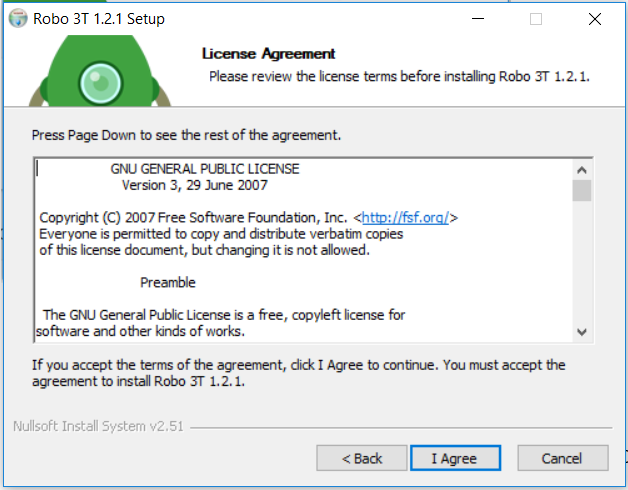 Robo 3T 1.2.1 Setup
License Agreement
Please review the license terms before installing Robo 3T 1.2.1.
Press Page Down to see the rest of the agreement.
GNU GENERAL PUBLIC LICENSE
Version 3, 29 June 2007
Copyright (C) 2007 Free Software Foundation, Inc. <http://fsf.org/>
Everyone is permitted to copy and distribute verbatim copies
of this license document, but changing it is not allowed.
Preamble
The GNU General Public License is a free, copyleft license for
software and other kinds of works.
If you accept the terms of the agreement, click I Agree to continue. You must accept the
agreement to install Robo 3T 1.2.1.
Nullsoft Install System v2.51
< Back
I Agree
Cancel